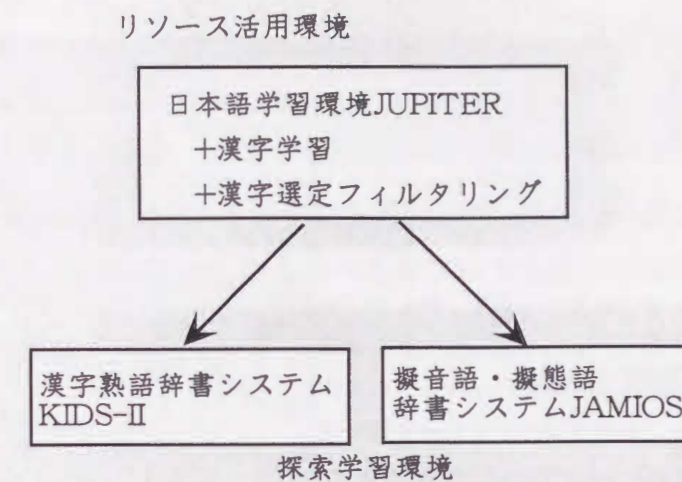 リソース活用環境
日本語学習環境JUPITER
+漢字学習
+漢字選定フィルタリング
漢字熟語辞書システム
KIDS-II
擬音語・擬態語
辞書システムJAMIOS
探索学習環境